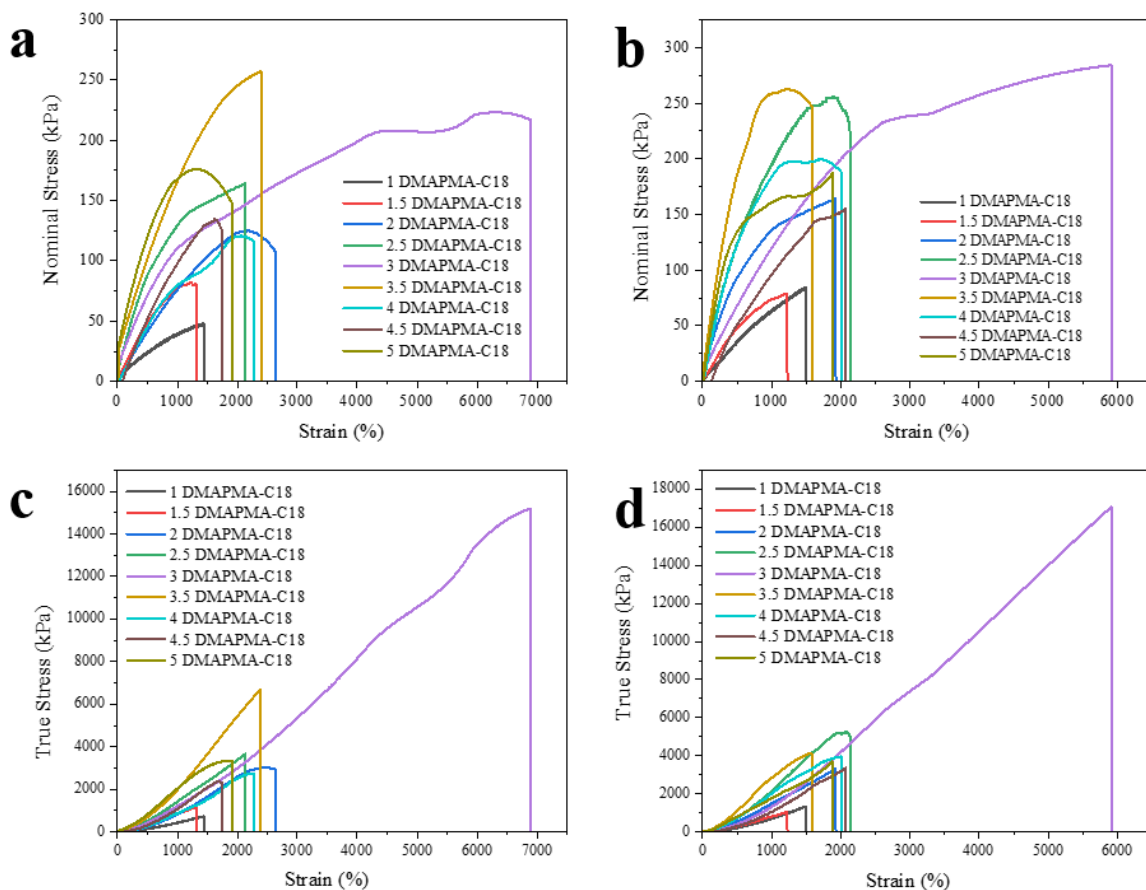 a
Nominal Stress (kPa)
300
250
200
150
100
50
0
1 DMAPMA-C18
1.5 DMAPMA-C18
2 DMAPMA-C18
2.5 DMAPMA-C18
3 DMAPMA-C18
3.5 DMAPMA-C18
4 DMAPMA-C18
4.5 DMAPMA-C18
5 DMAPMA-C18
0 1000 2000 3000 4000 5000 6000 7000
Strain (%)
b
Nominal Stress (kPa)
300
250
200
150
100
50
0
1 DMAPMA-C18
1.5 DMAPMA-C18
2 DMAPMA-C18
2.5 DMAPMA-C18
3 DMAPMA-C18
3.5 DMAPMA-C18
4 DMAPMA-C18
4.5 DMAPMA-C18
5 DMAPMA-C18
0 1000 2000 3000 4000 5000 6000
Strain (%)
c
True Stress (kPa)
16000
14000
12000
10000
8000
6000
4000
2000
0
1 DMAPMA-C18
1.5 DMAPMA-C18
2 DMAPMA-C18
2.5 DMAPMA-C18
3 DMAPMA-C18
3.5 DMAPMA-C18
4 DMAPMA-C18
4.5 DMAPMA-C18
5 DMAPMA-C18
0 1000 2000 3000 4000 5000 6000 7000
Strain (%)
d
True Stress (kPa)
18000
16000
14000
12000
10000
8000
6000
4000
2000
0
1 DMAPMA-C18
1.5 DMAPMA-C18
2 DMAPMA-C18
2.5 DMAPMA-C18
3 DMAPMA-C18
3.5 DMAPMA-C18
4 DMAPMA-C18
4.5 DMAPMA-C18
5 DMAPMA-C18
0 1000 2000 3000 4000 5000 6000
Strain (%)